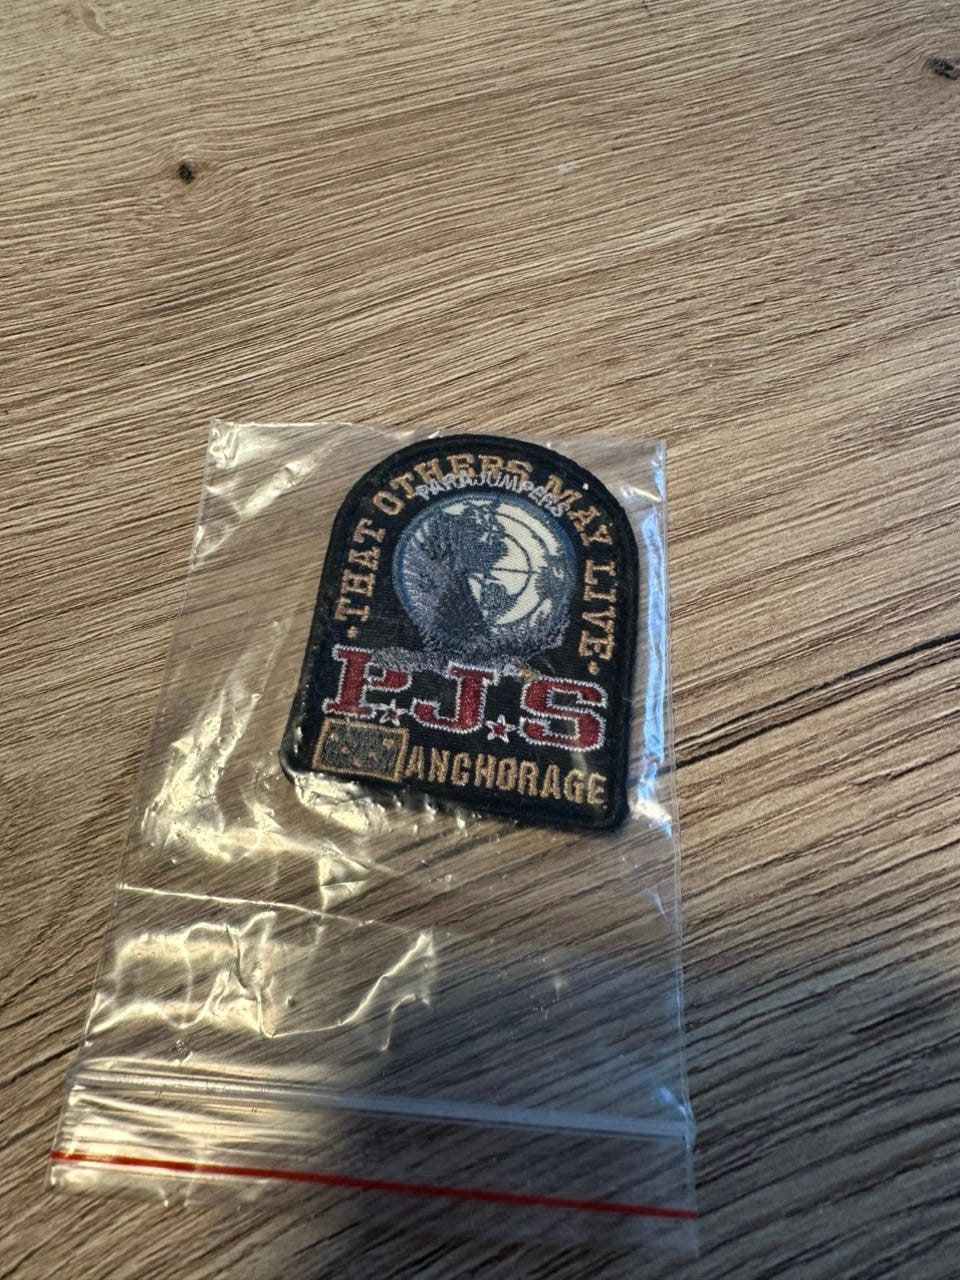 ·THAT OTHERS MAY LIVE·
PARAJUMPERS
P.J.S
ANCHORAGE